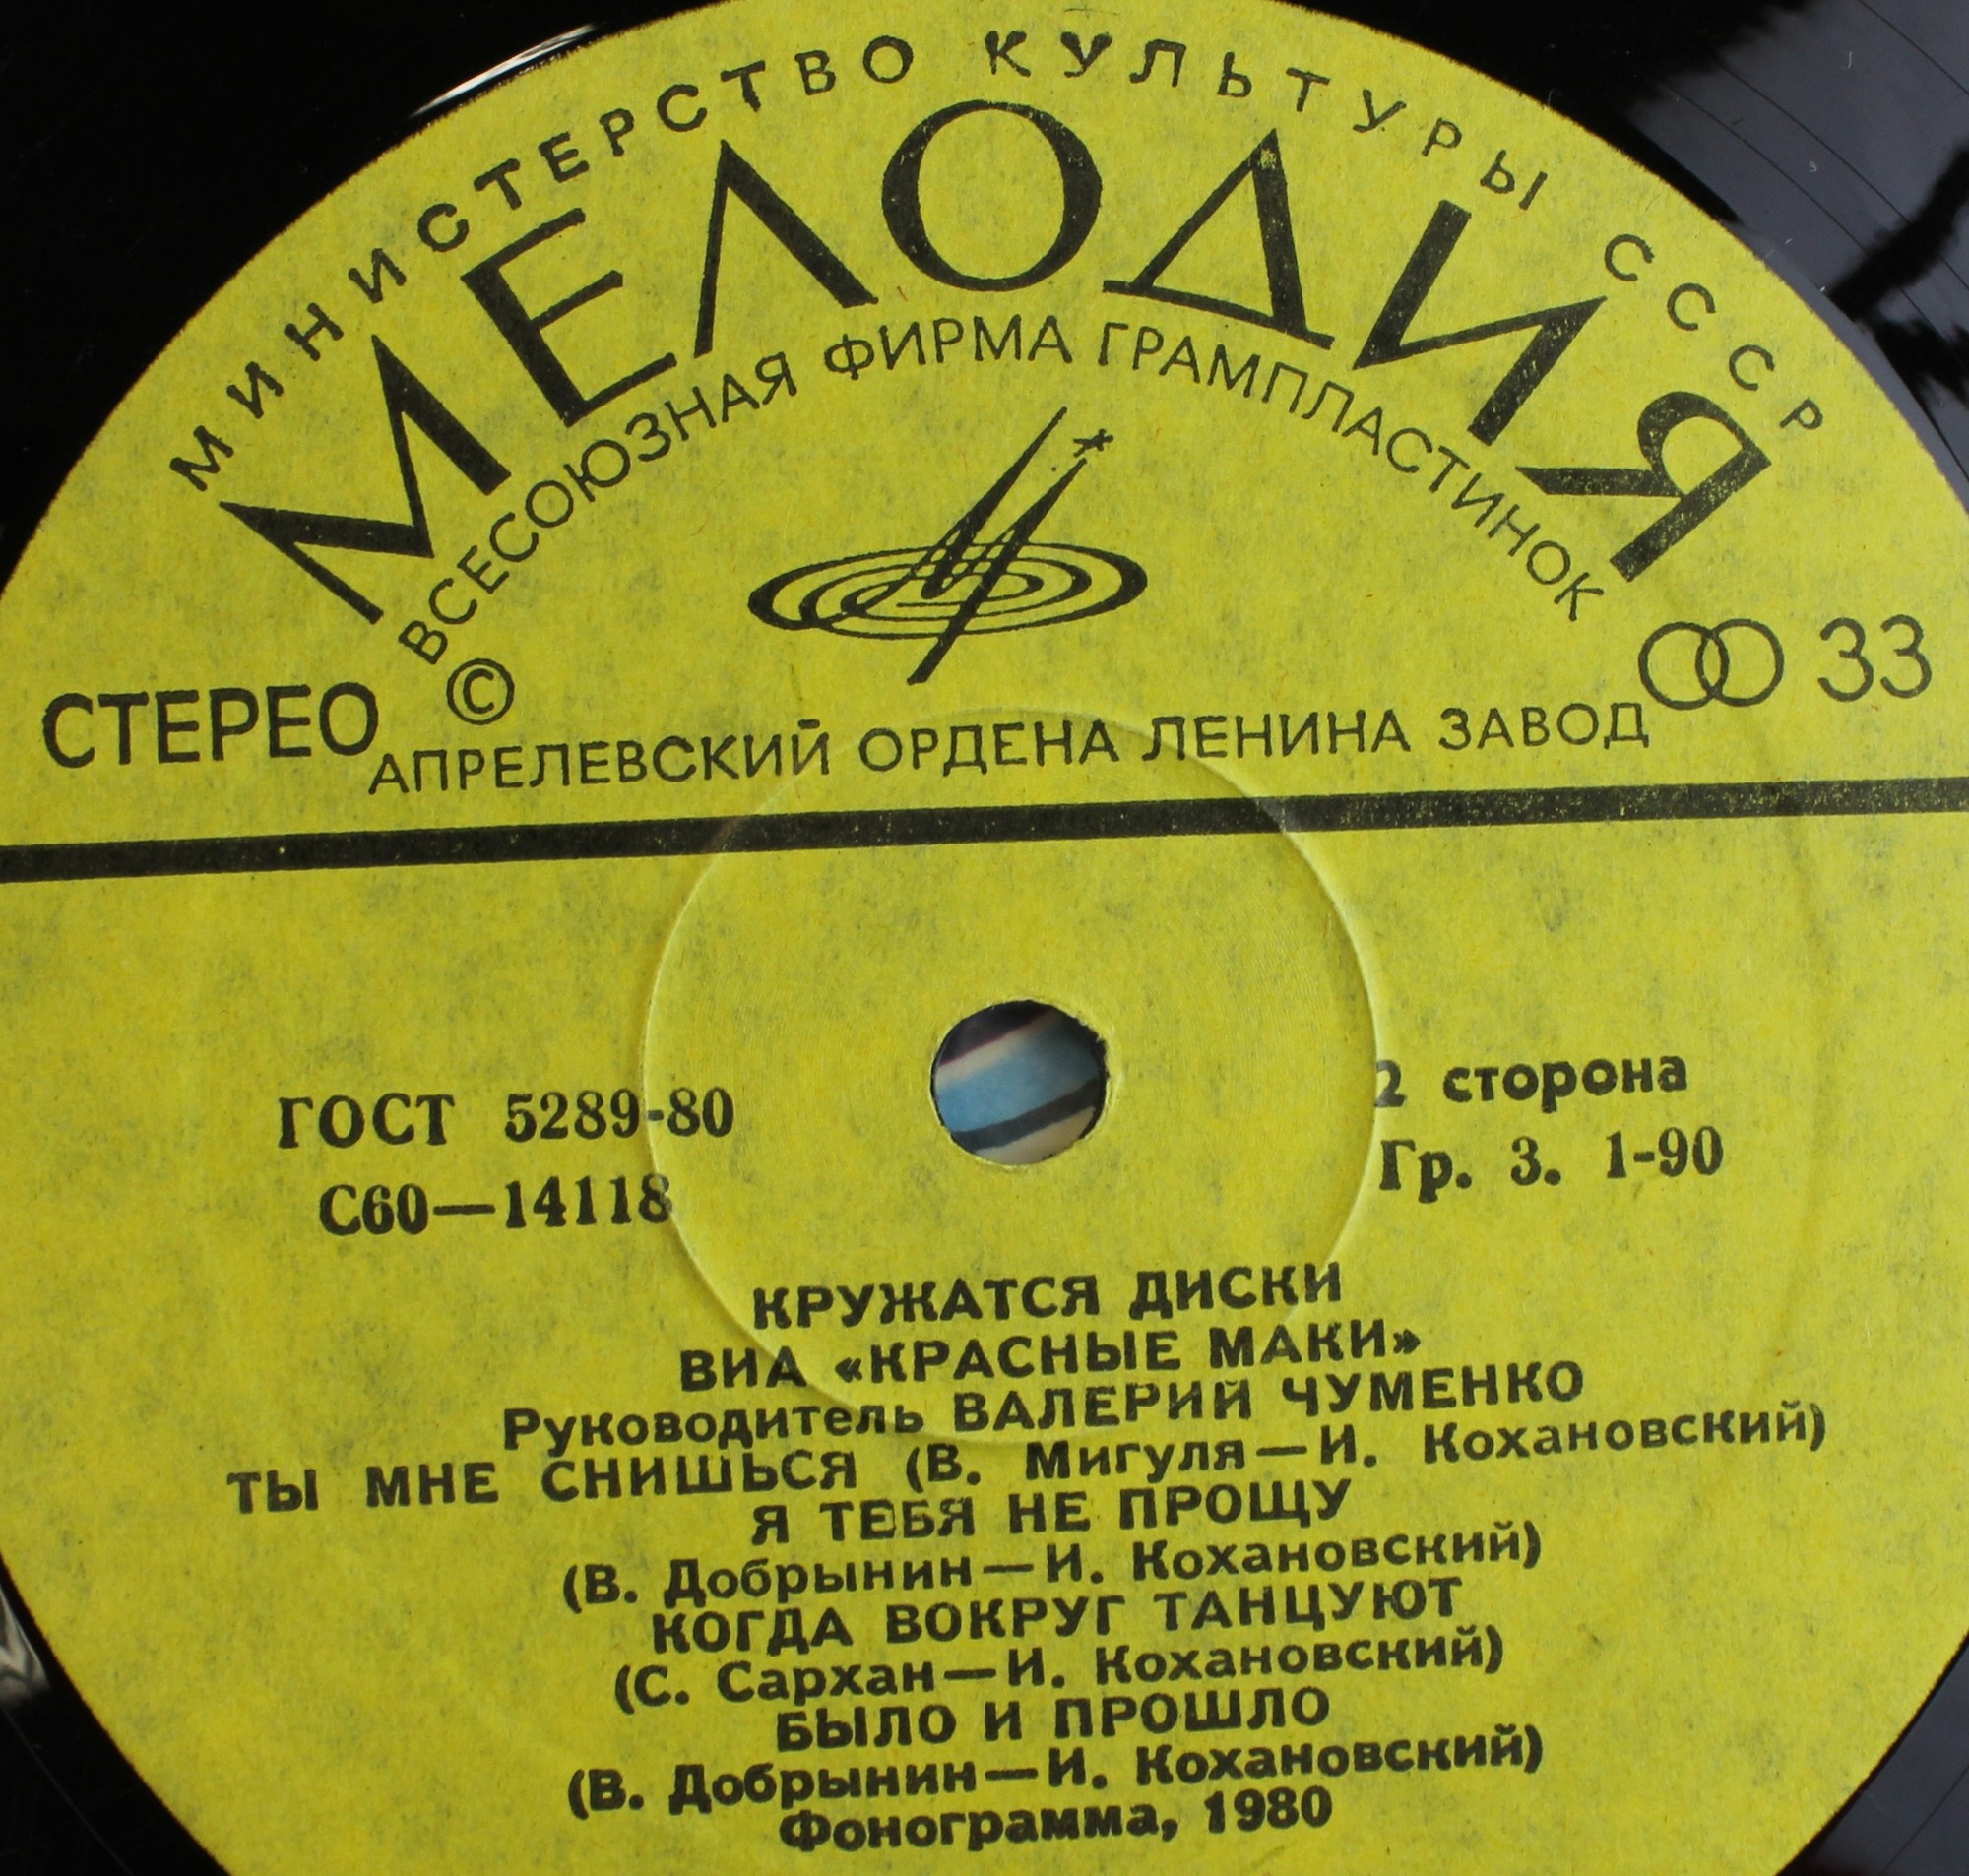 МИНИСТЕРСТВО КУЛЬТУРЫ СССР
МЕЛОДИЯ
ВСЕСОЮЗНАЯ ФИРМА ГРАМПЛАСТИНОК
СТЕРЕО © 33
АПРЕЛЕВСКИЙ ОРДЕНА ЛЕНИНА ЗАВОД
ГОСТ 5289-80 2 сторона
С60—14118 Гр. 3. 1-90
КРУЖАТСЯ ДИСКИ
ВИА «КРАСНЫЕ МАКИ»
Руководитель ВАЛЕРИЙ ЧУМЕНКО
ТЫ МНЕ СНИШЬСЯ (В. Мигуля—И. Кохановский)
Я ТЕБЯ НЕ ПРОЩУ
(В. Добрынин—И. Кохановский)
КОГДА ВОКРУГ ТАНЦУЮТ
(С. Сархан—И. Кохановский)
БЫЛО И ПРОШЛО
(В. Добрынин—И. Кохановский)
Фонограмма, 1980